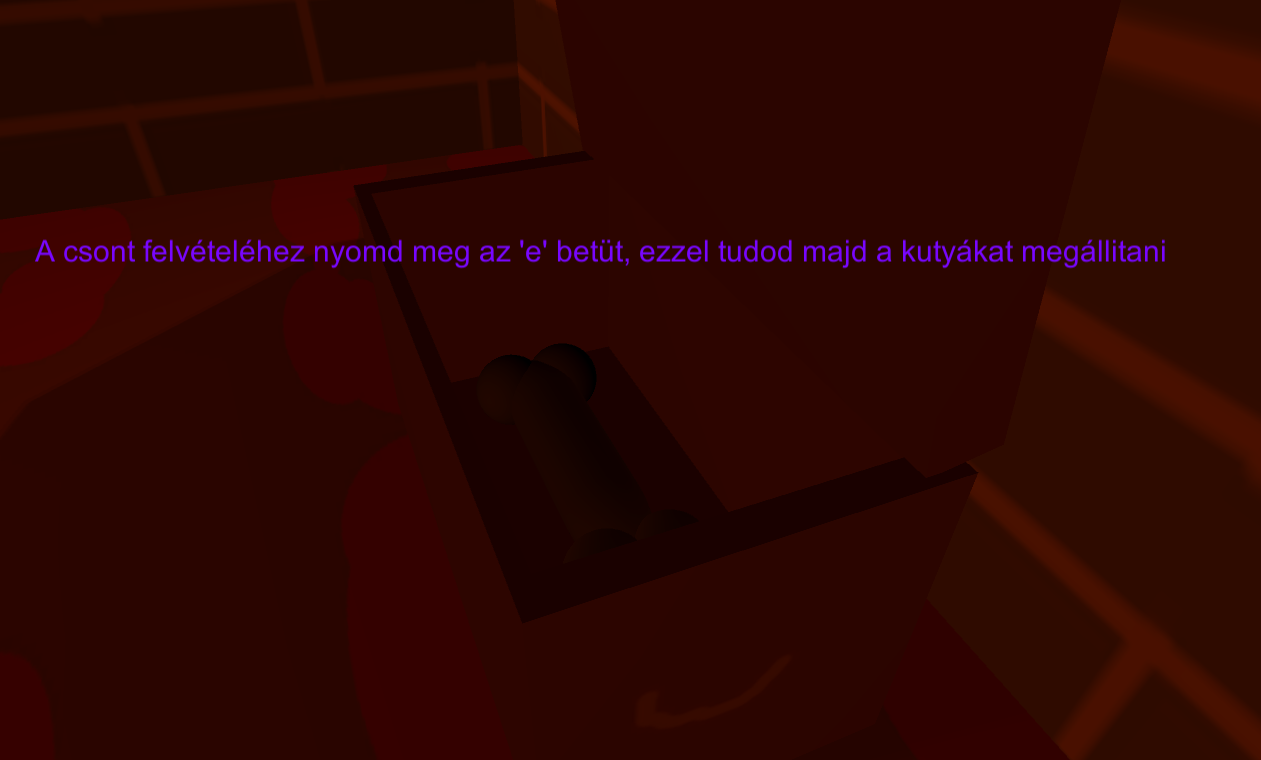 A csont felvételéhez nyomd meg az 'e' betüt, ezzel tudod majd a kutyákat megállitani